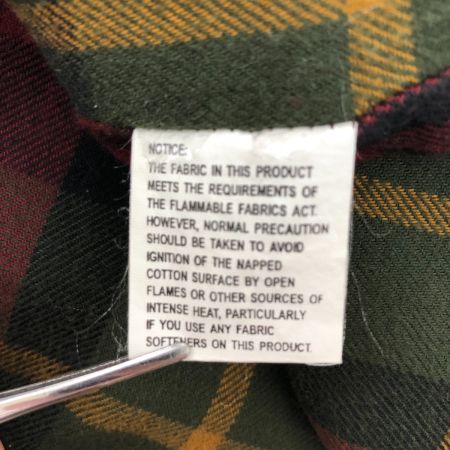 NOTICE:
THE FABRIC IN THIS PRODUCT
MEETS THE REQUIREMENTS OF
THE FLAMMABLE FABRICS ACT.
HOWEVER, NORMAL PRECAUTION
SHOULD BE TAKEN TO AVOID
IGNITION OF THE NAPPED
COTTON SURFACE BY OPEN
FLAMES OR OTHER SOURCES OF
INTENSE HEAT, PARTICULARLY
IF YOU USE ANY FABRIC
SOFTENERS ON THIS PRODUCT.